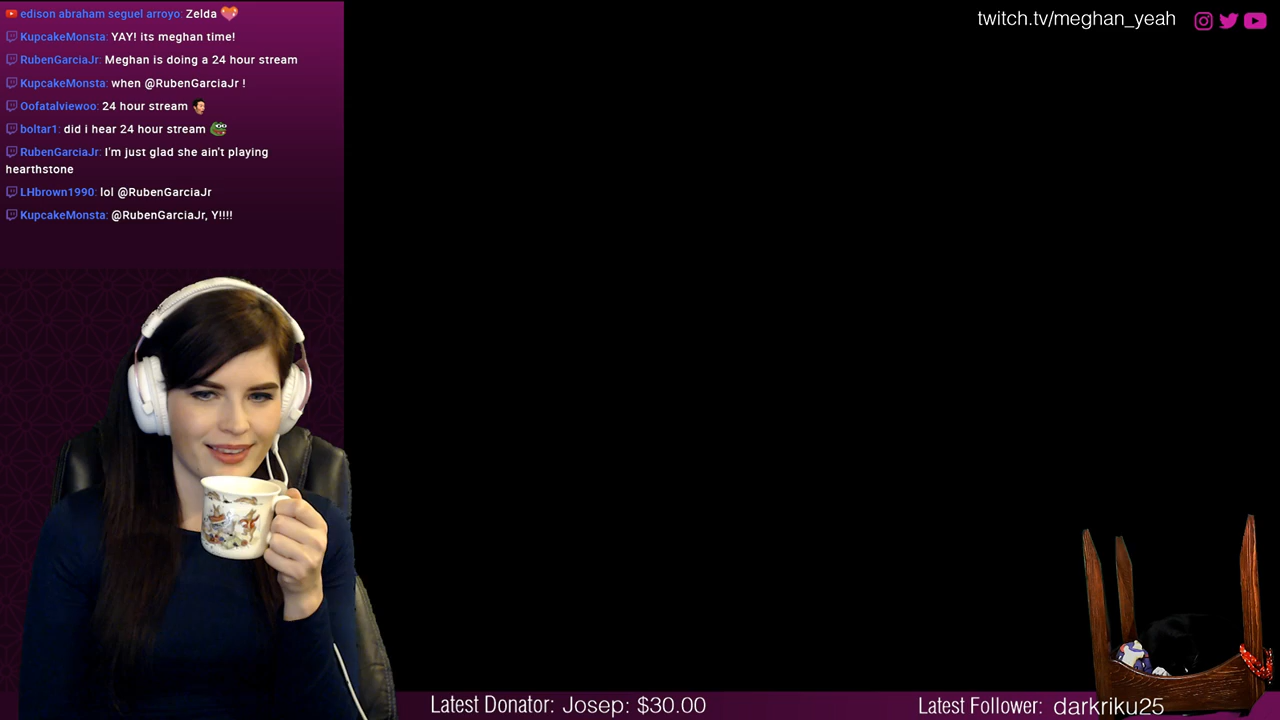 edison abraham seguel arroyo: Zelda
KupcakeMonsta: YAY! its meghan time!
RubenGarciaJr: Meghan is doing a 24 hour stream
KupcakeMonsta: when @RubenGarciaJr !
Oofatalviewoo: 24 hour stream
boltar1: did i hear 24 hour stream
RubenGarciaJr: I'm just glad she ain't playing
hearthstone
LHbrown1990: lol @RubenGarciaJr
KupcakeMonsta: @RubenGarciaJr, Y!!!!
twitch.tv/meghan_yeah
Latest Donator: Josep: $30.00
Latest Follower: darkriku25